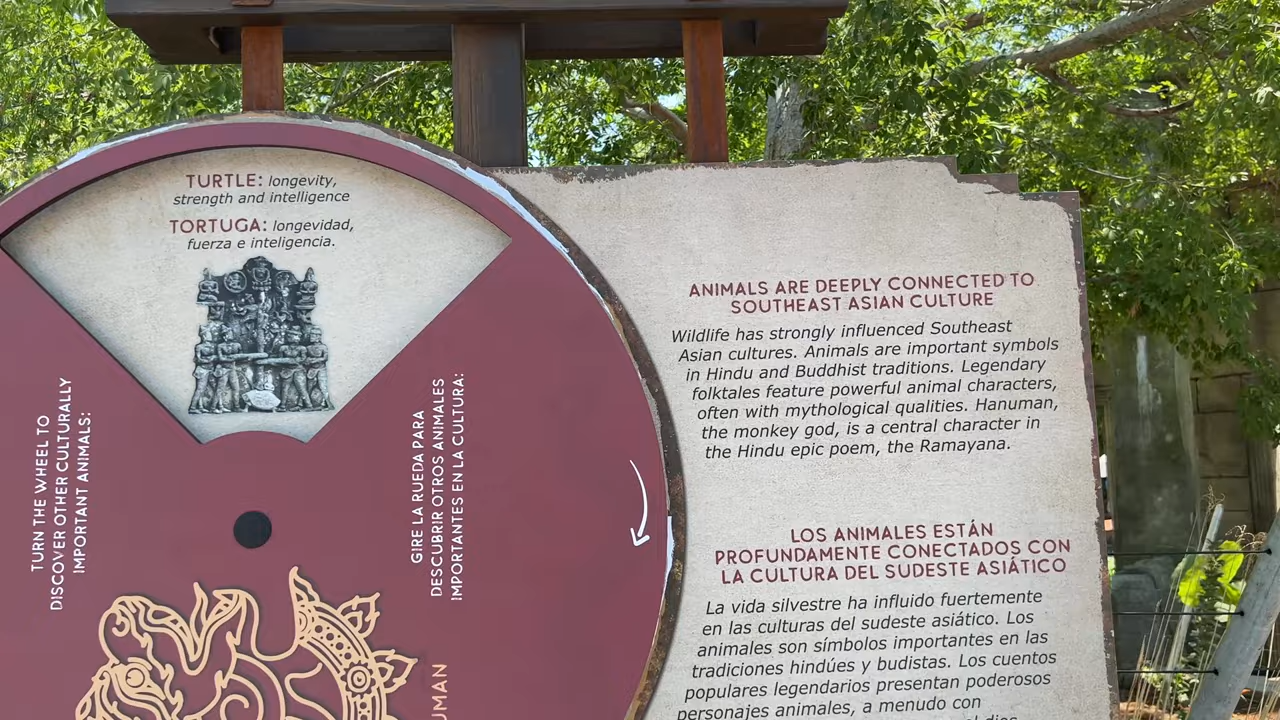 TURTLE: longevity,
strength and intelligence
TORTUGA: longevidad,
fuerza e inteligencia.
TURN THE WHEEL TO
DISCOVER OTHER CULTURALLY
IMPORTANT ANIMALS:
GIRE LA RUEDA PARA
DESCUBRIR OTROS ANIMALES
IMPORTANTES EN LA CULTURA:
ANIMALS ARE DEEPLY CONNECTED TO
SOUTHEAST ASIAN CULTURE
Wildlife has strongly influenced Southeast
Asian cultures. Animals are important symbols
in Hindu and Buddhist traditions. Legendary
folktales feature powerful animal characters,
often with mythological qualities. Hanuman,
the monkey god, is a central character in
the Hindu epic poem, the Ramayana.
LOS ANIMALES ESTÁN
PROFUNDAMENTE CONECTADOS CON
LA CULTURA DEL SUDESTE ASIÁTICO
La vida silvestre ha influido fuertemente
en las culturas del sudeste asiático. Los
animales son símbolos importantes en las
tradiciones hindúes y budistas. Los cuentos
populares legendarios presentan poderosos
personajes animales, a menudo con